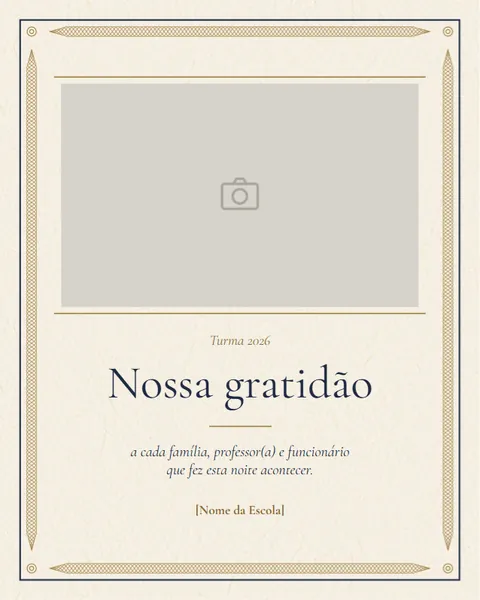 Turma 2026
Nossa gratidão
a cada família, professor(a) e funcionário
que fez esta noite acontecer.
[Nome da Escola]